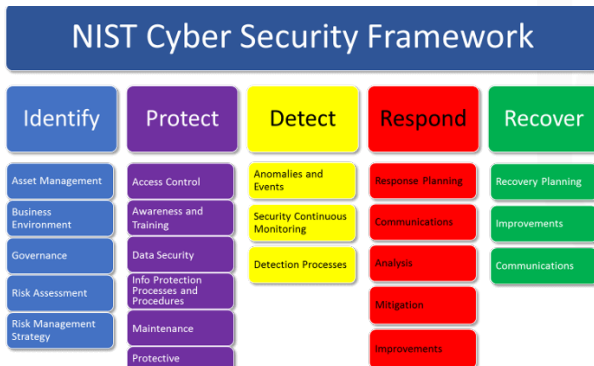 NIST Cyber Security Framework
Identify
Protect
Detect
Respond
Recover
Asset Management
Business
Environment
Governance
Risk Assessment
Risk Management
Strategy
Access Control
Awareness and
Training
Data Security
Info Protection
Processes and
Procedures
Maintenance
Protective
Anomalies and
Events
Security Continuous
Monitoring
Detection Processes
Response Planning
Communications
Analysis
Mitigation
Improvements
Recovery Planning
Improvements
Communications